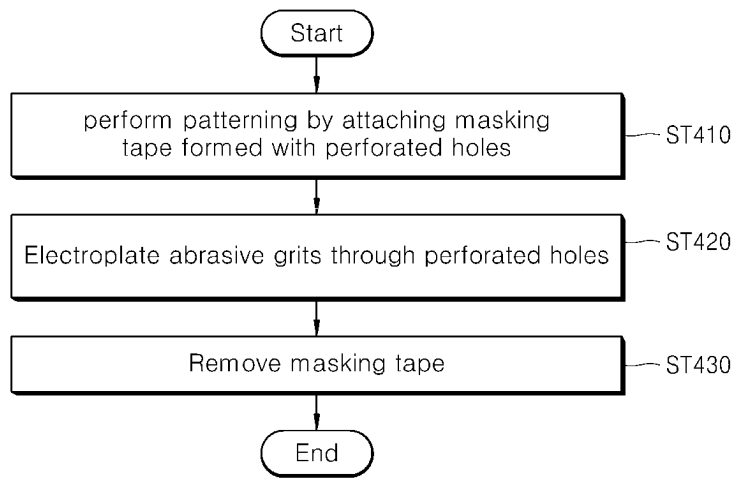 Start
perform patterning by attaching masking
tape formed with perforated holes
ST410
Electroplate abrasive grits through perforated holes
ST420
Remove masking tape
ST430
End